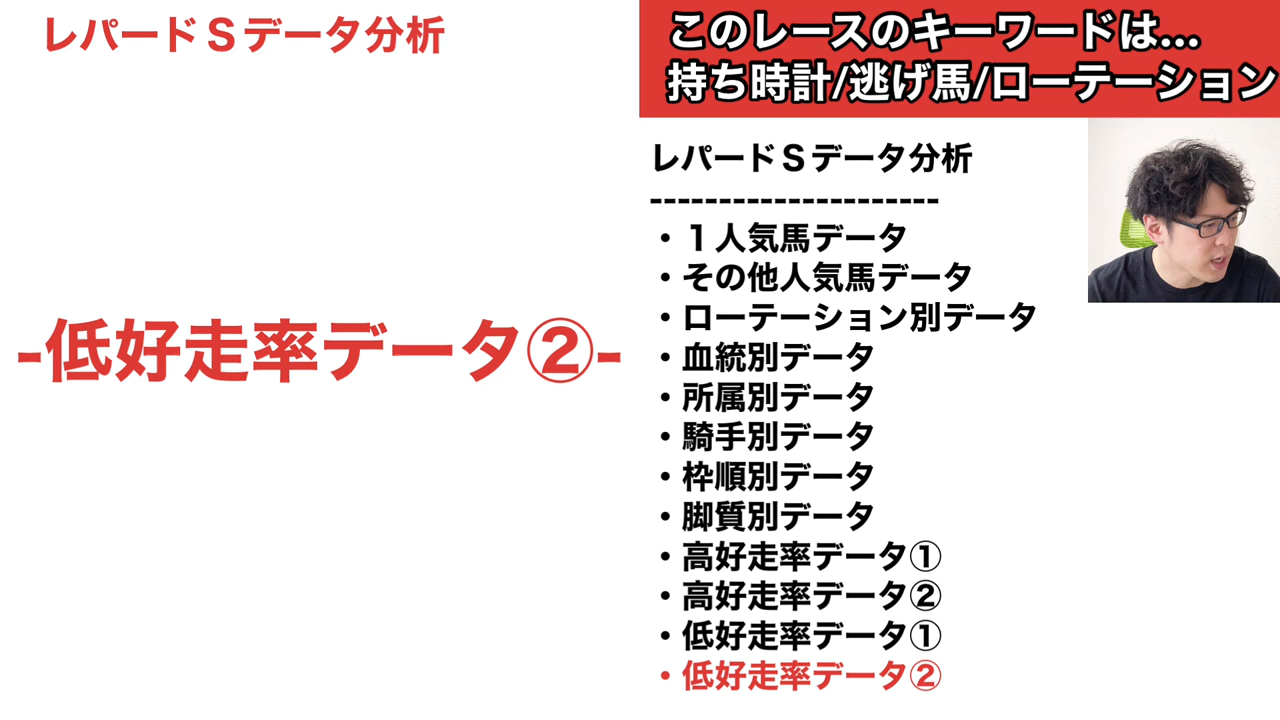 レパードＳデータ分析
-低好走率データ②-
このレースのキーワードは...
持ち時計/逃げ馬/ローテーション
レパードＳデータ分析
---------------------
・１人気馬データ
・その他人気馬データ
・ローテーション別データ
・血統別データ
・所属別データ
・騎手別データ
・枠順別データ
・脚質別データ
・高好走率データ①
・高好走率データ②
・低好走率データ①
・低好走率データ②